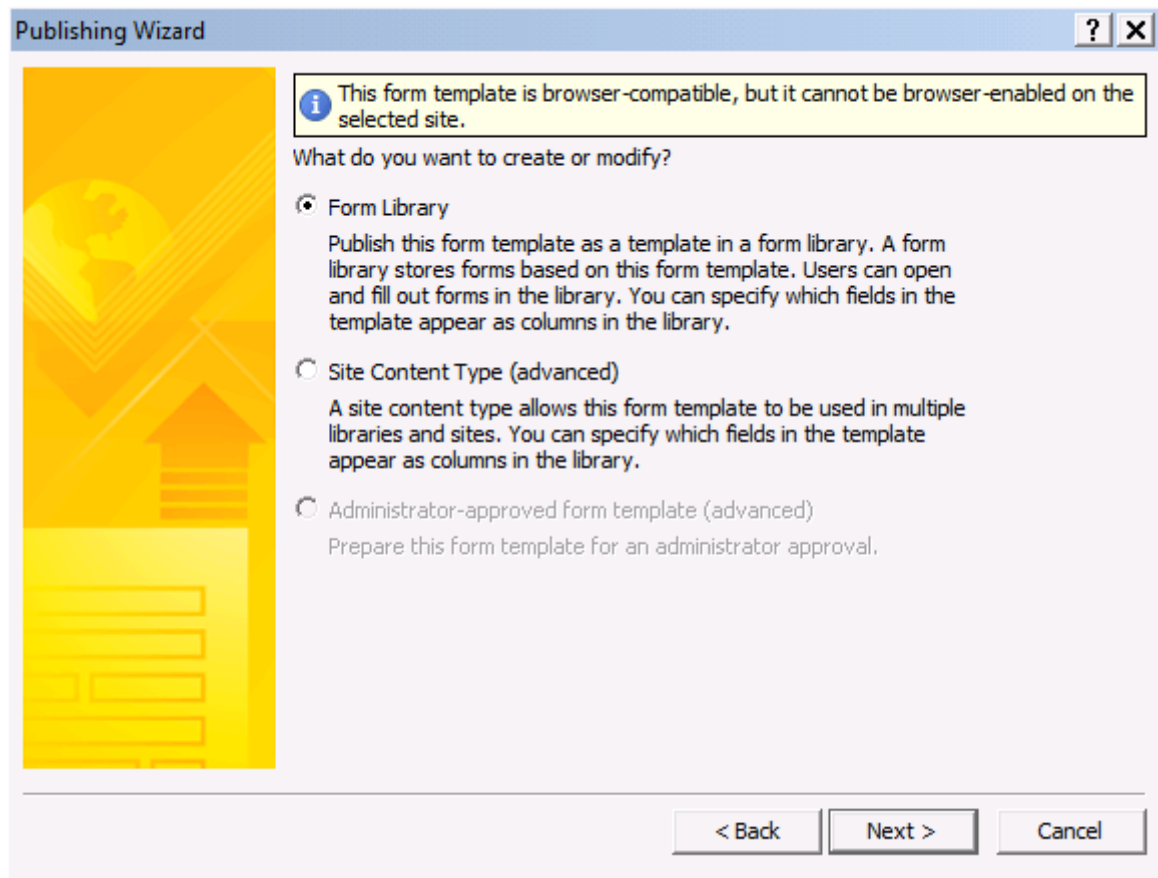 Publishing Wizard
This form template is browser-compatible, but it cannot be browser-enabled on the
selected site.
What do you want to create or modify?
Form Library
Publish this form template as a template in a form library. A form
library stores forms based on this form template. Users can open
and fill out forms in the library. You can specify which fields in the
template appear as columns in the library.
Site Content Type (advanced)
A site content type allows this form template to be used in multiple
libraries and sites. You can specify which fields in the template
appear as columns in the library.
Administrator-approved form template (advanced)
Prepare this form template for an administrator approval.
< Back Next > Cancel